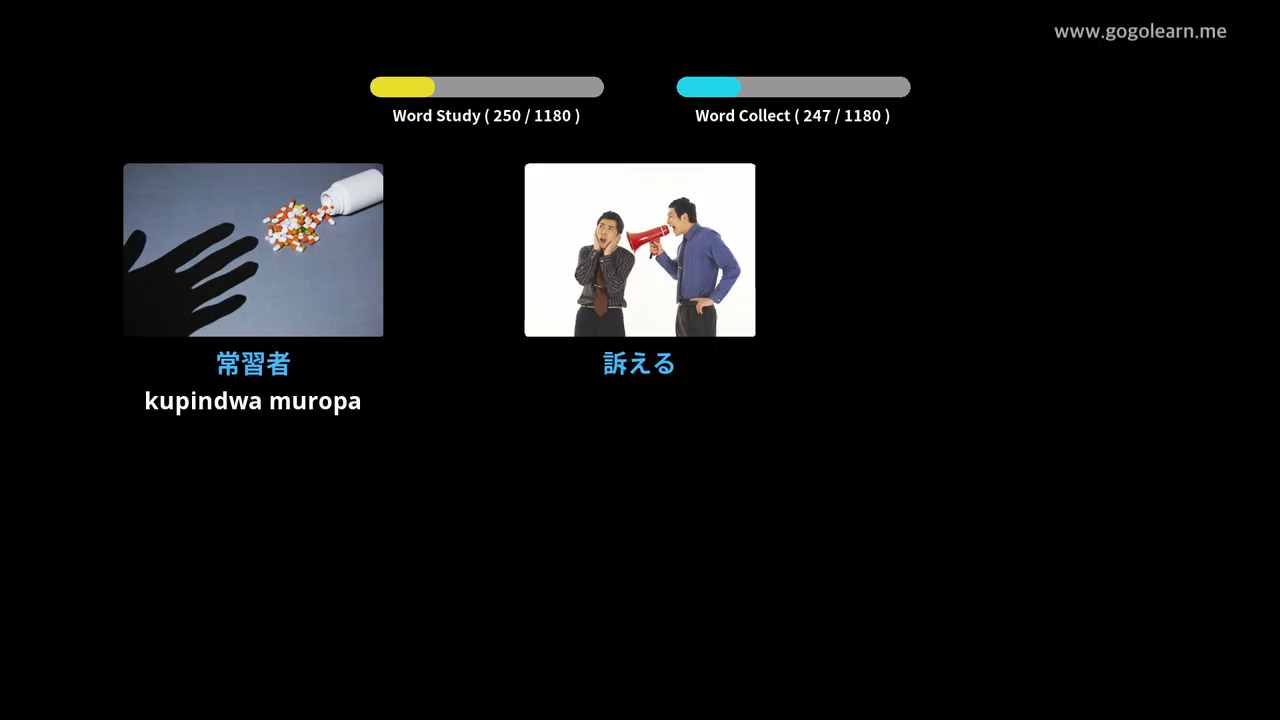 www.gogolearn.me
Word Study ( 250 / 1180 )
Word Collect ( 247 / 1180 )
常習者
kupindwa muropa
訴える